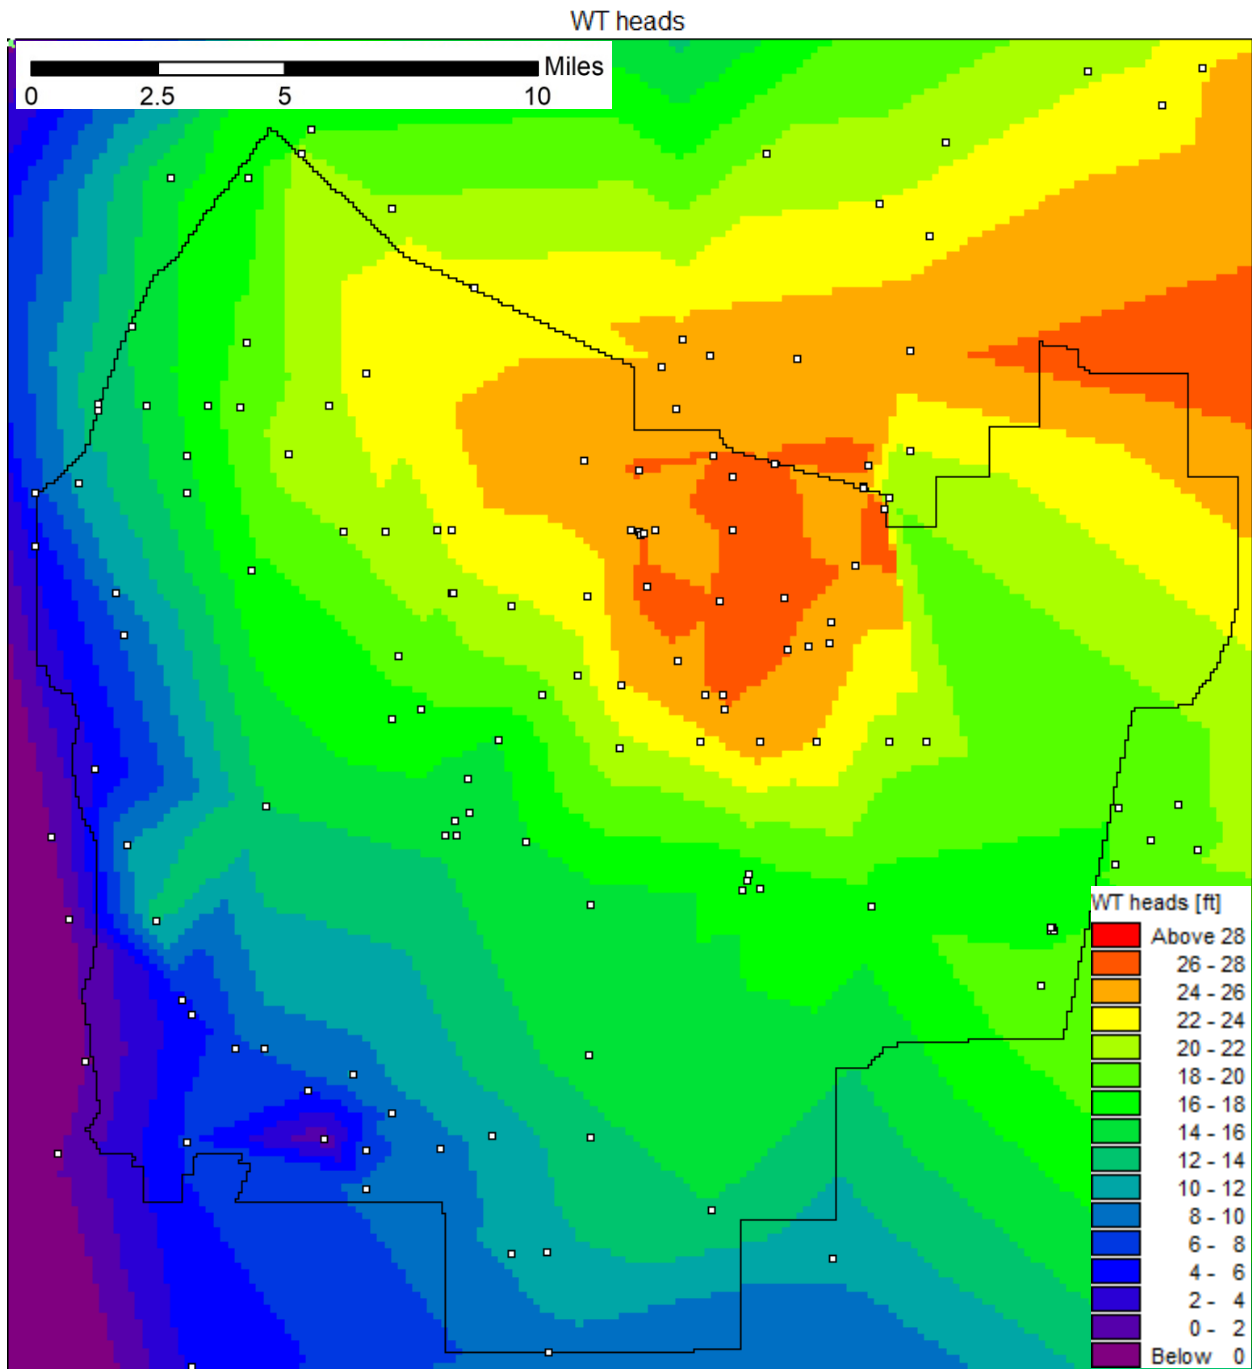 WT heads
Miles
0 2.5 5 10
WT heads [ft]
Above 28
26 - 28
24 - 26
22 - 24
20 - 22
18 - 20
16 - 18
14 - 16
12 - 14
10 - 12
8 - 10
6 - 8
4 - 6
2 - 4
0 - 2
Below 0